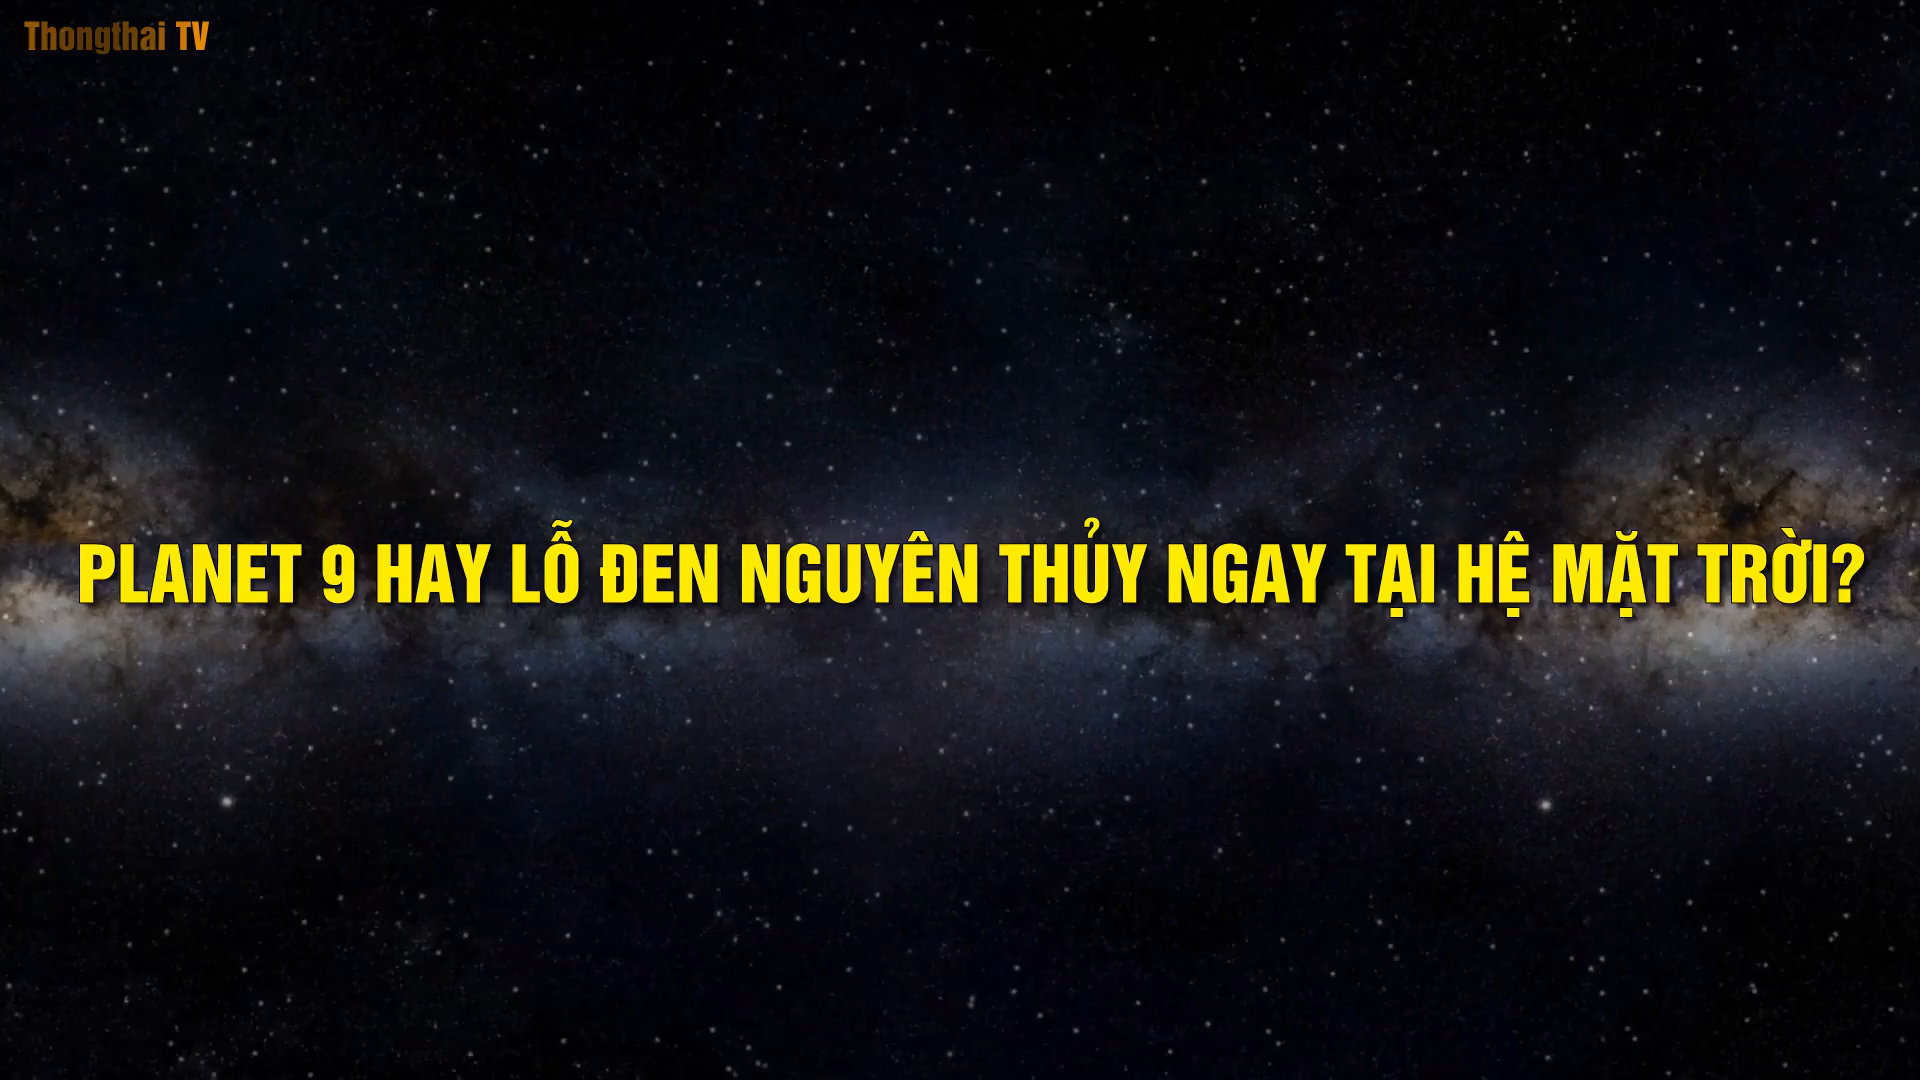 Thongthai TV
PLANET 9 HAY LỖ ĐEN NGUYÊN THỦY NGAY TẠI HỆ MẶT TRỜI?